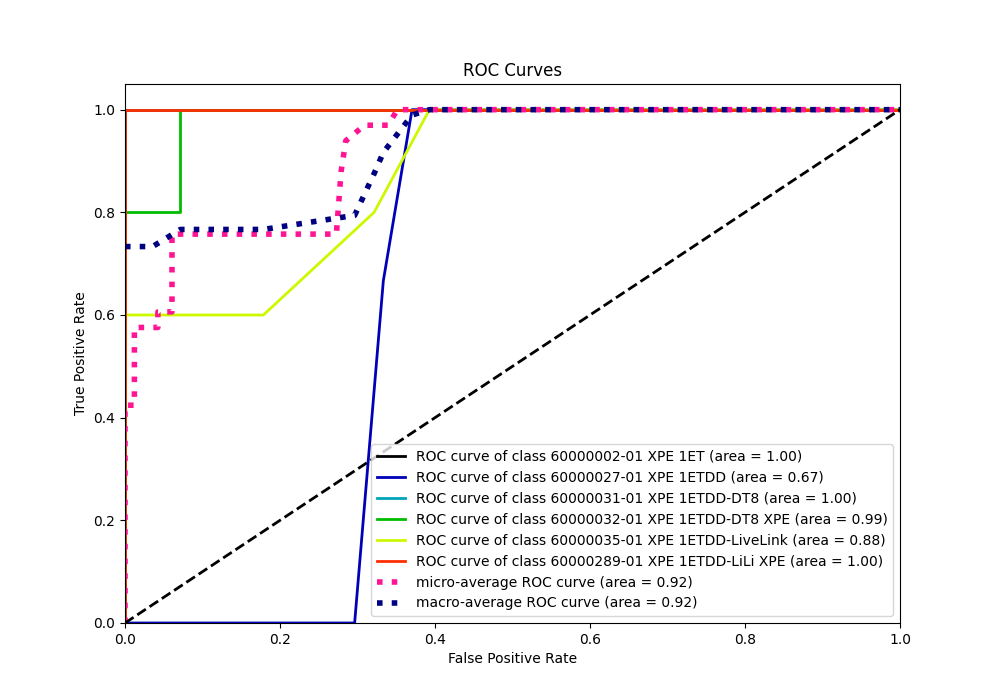 ROC Curves
True Positive Rate
1.0
0.8
0.6
0.4
0.2
0.0
ROC curve of class 60000002-01 XPE 1ET (area = 1.00)
ROC curve of class 60000027-01 XPE 1ETDD (area = 0.67)
ROC curve of class 60000031-01 XPE 1ETDD-DT8 (area = 1.00)
ROC curve of class 60000032-01 XPE 1ETDD-DT8 XPE (area = 0.99)
ROC curve of class 60000035-01 XPE 1ETDD-LiveLink (area = 0.88)
ROC curve of class 60000289-01 XPE 1ETDD-LiLi XPE (area = 1.00)
micro-average ROC curve (area = 0.92)
macro-average ROC curve (area = 0.92)
0.0 0.2 0.4 0.6 0.8 1.0
False Positive Rate